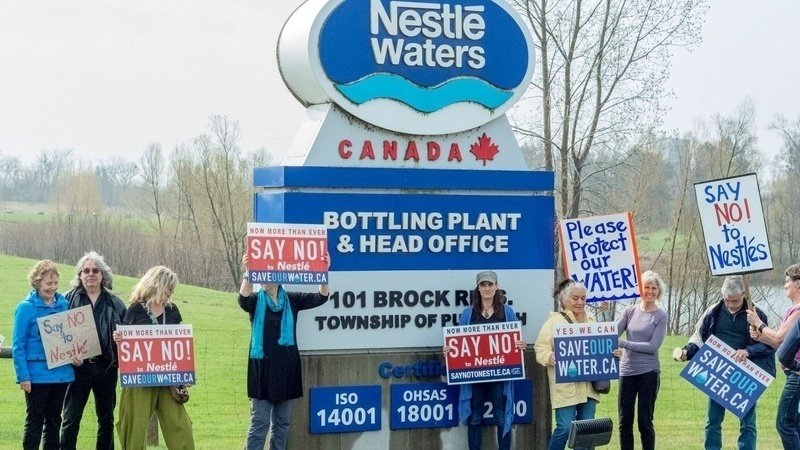 Nestlé
Waters
CANADA
BOTTLING PLANT
& HEAD OFFICE
101 BROCK RD. S.
TOWNSHIP OF
Certified
ISO
14001
OHSAS
18001
Say NO
to
Nestlé
NOW MORE THAN EVER
SAY NO!
to Nestlé
SAVEOURWATER.CA
NOW MORE THAN EVER
SAY NO!
to Nestlé
SAVEOURWATER.CA
NOW MORE THAN EVER
SAY NO!
to Nestlé
SAYNOTONESTLE.CA
Please
Protect
our
WATER!
YES WE CAN
SAVEOUR
WATER.CA
SAY
NO!
to
Nestlés
NOW MORE THAN EVER
SAVEOUR
WATER.CA